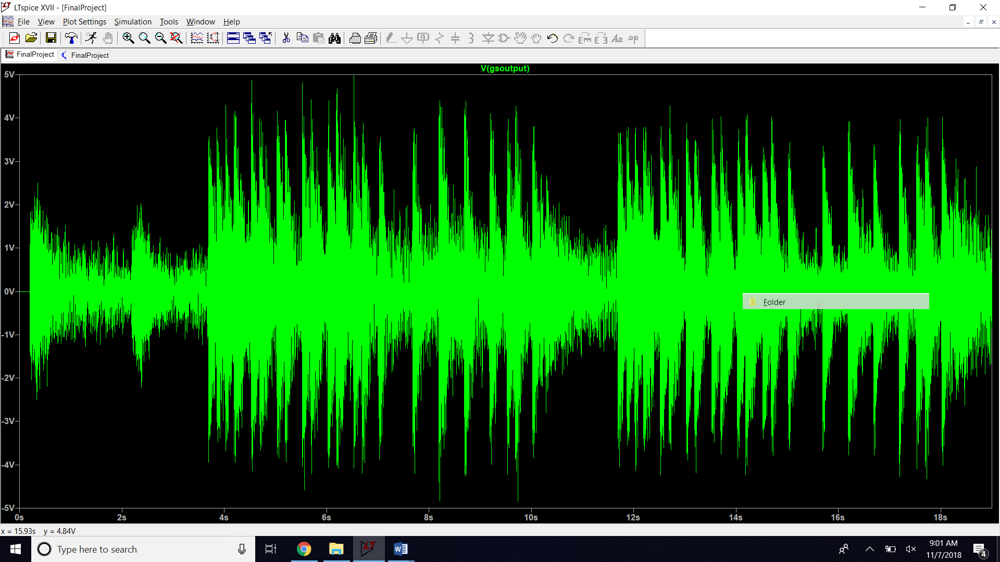 LTspice XVII - [FinalProject]
File View Plot Settings Simulation Tools Window Help
FinalProject FinalProject
V(gsoutput)
5V
4V
3V
2V
1V
0V
-1V
-2V
-3V
-4V
-5V
Folder
0s 2s 4s 6s 8s 10s 12s 14s 16s 18s
x = 15.93s y = 4.84V
Type here to search
9:01 AM
11/7/2018
4